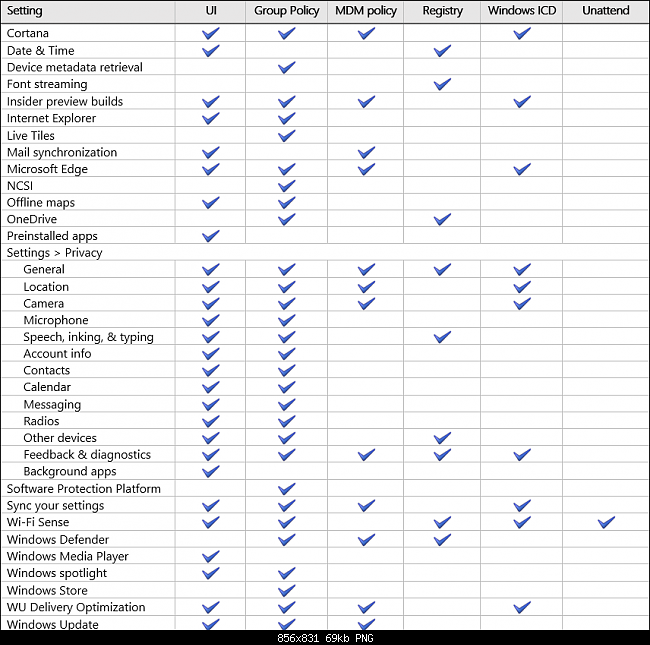 Setting UI Group Policy MDM policy Registry Windows ICD Unattend
Cortana
Date & Time
Device metadata retrieval
Font streaming
Insider preview builds
Internet Explorer
Live Tiles
Mail synchronization
Microsoft Edge
NCSI
Offline maps
OneDrive
Preinstalled apps
Settings > Privacy
General
Location
Camera
Microphone
Speech, inking, & typing
Account info
Contacts
Calendar
Messaging
Radios
Other devices
Feedback & diagnostics
Background apps
Software Protection Platform
Sync your settings
Wi-Fi Sense
Windows Defender
Windows Media Player
Windows spotlight
Windows Store
WU Delivery Optimization
Windows Update
856x831 69kb PNG